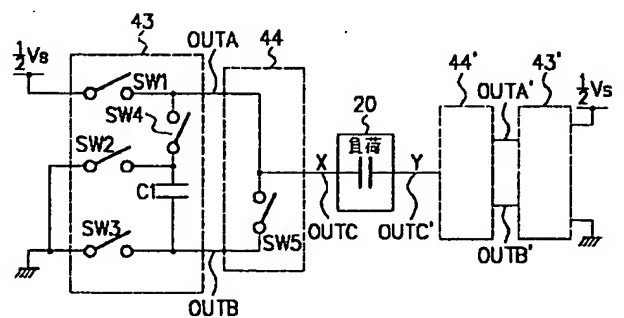 43
44
½Vs
OUTA
SW1
SW4
SW2
C1
SW3
SW5
OUTB
20
負荷
X
Y
OUTC
OUTC'
44'
43'
OUTA'
½Vs
OUTB'